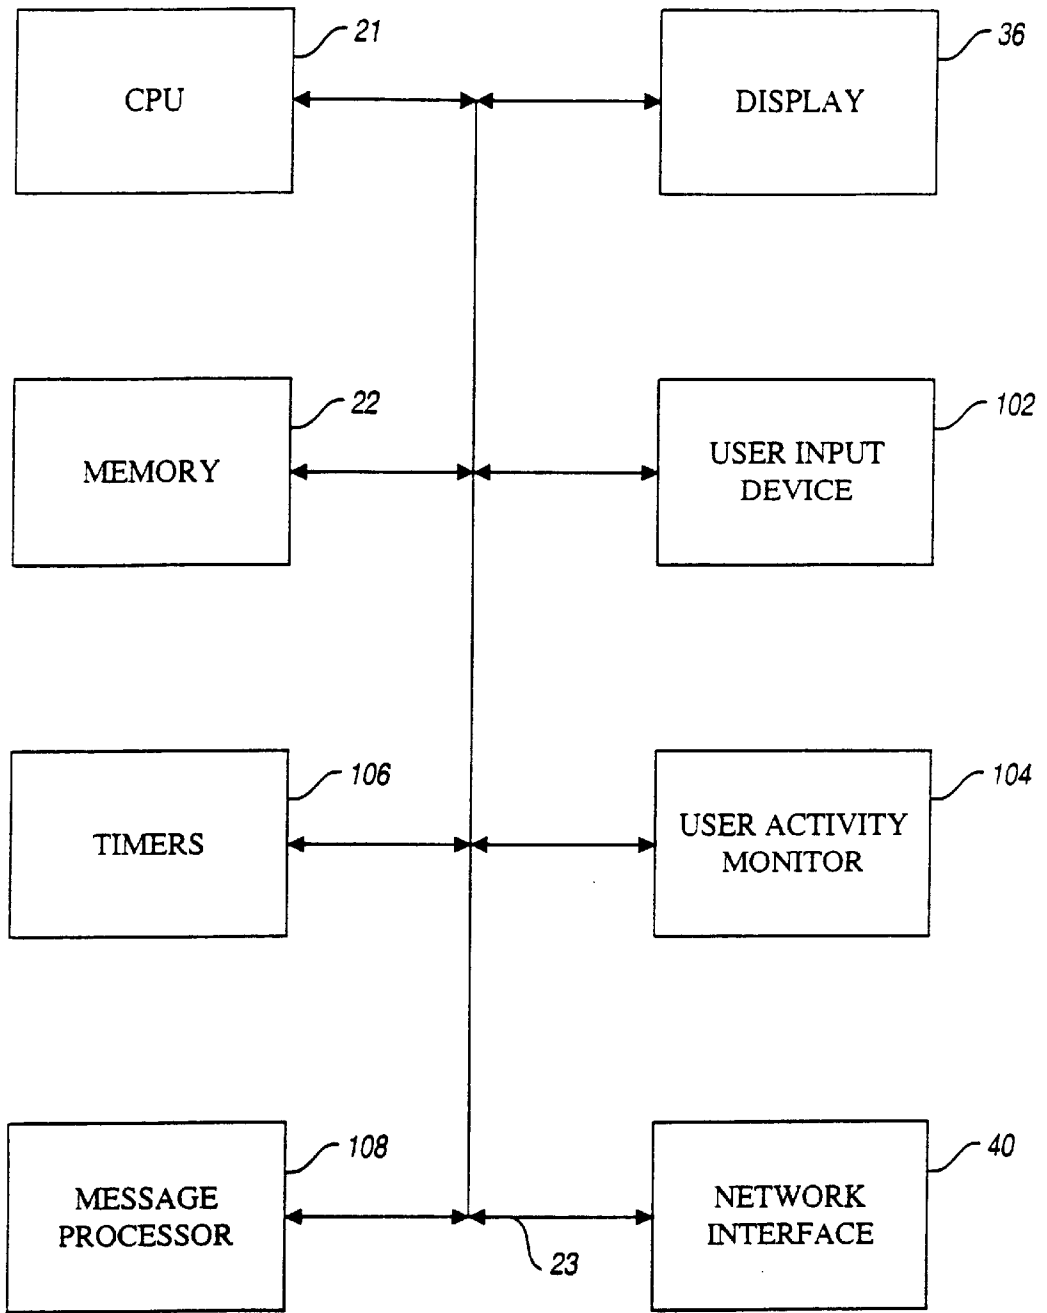 21
CPU
36
DISPLAY
22
MEMORY
102
USER INPUT
DEVICE
106
TIMERS
104
USER ACTIVITY
MONITOR
108
MESSAGE
PROCESSOR
40
NETWORK
INTERFACE
23